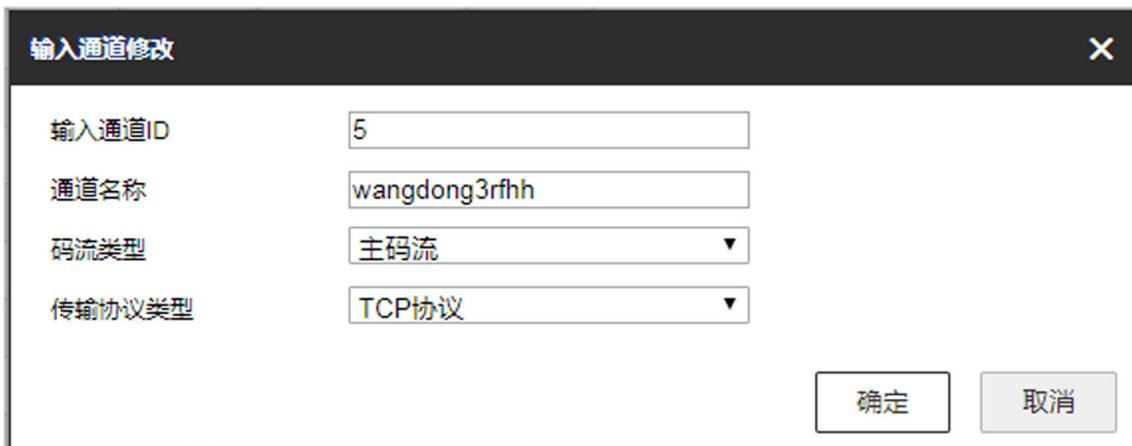 输入通道修改
输入通道ID 5
通道名称 wangdong3rfhh
码流类型 主码流
传输协议类型 TCP协议
确定 取消